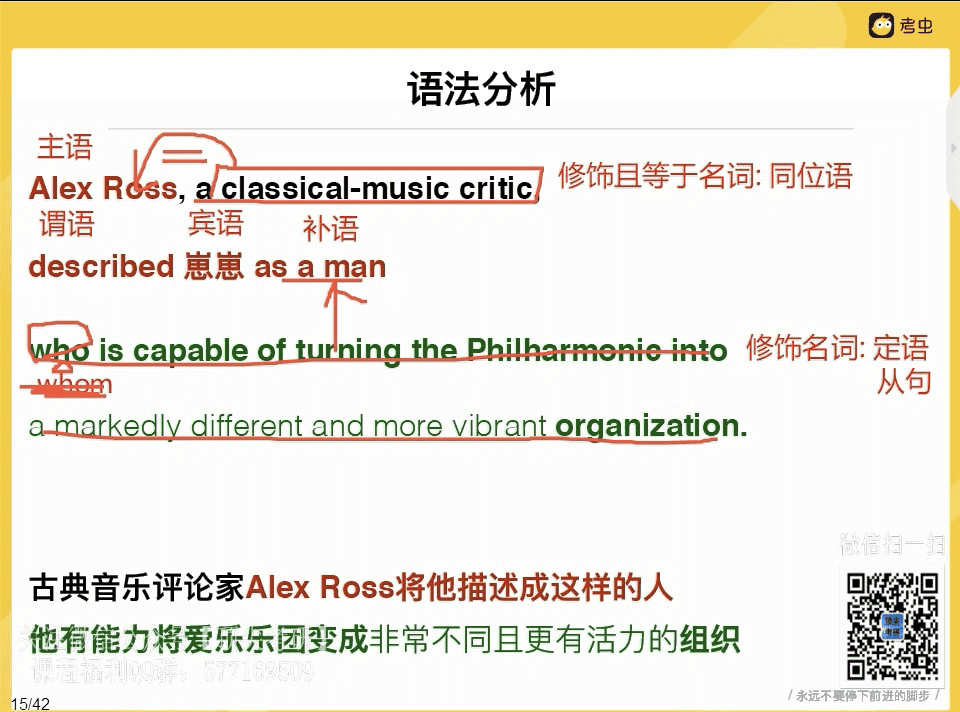 考虫
语法分析
主语
Alex Ross, a classical-music critic, 修饰且等于名词: 同位语
谓语 宾语 补语
described 崽崽 as a man
who is capable of turning the Philharmonic into 修饰名词: 定语
从句
whom
a markedly different and more vibrant organization.
微信扫一扫
古典音乐评论家Alex Ross将他描述成这样的人
他有能力将爱乐乐团变成非常不同且更有活力的组织
课程福利QQ群: 577169509
/ 永远不要停下前进的脚步 /
15/42